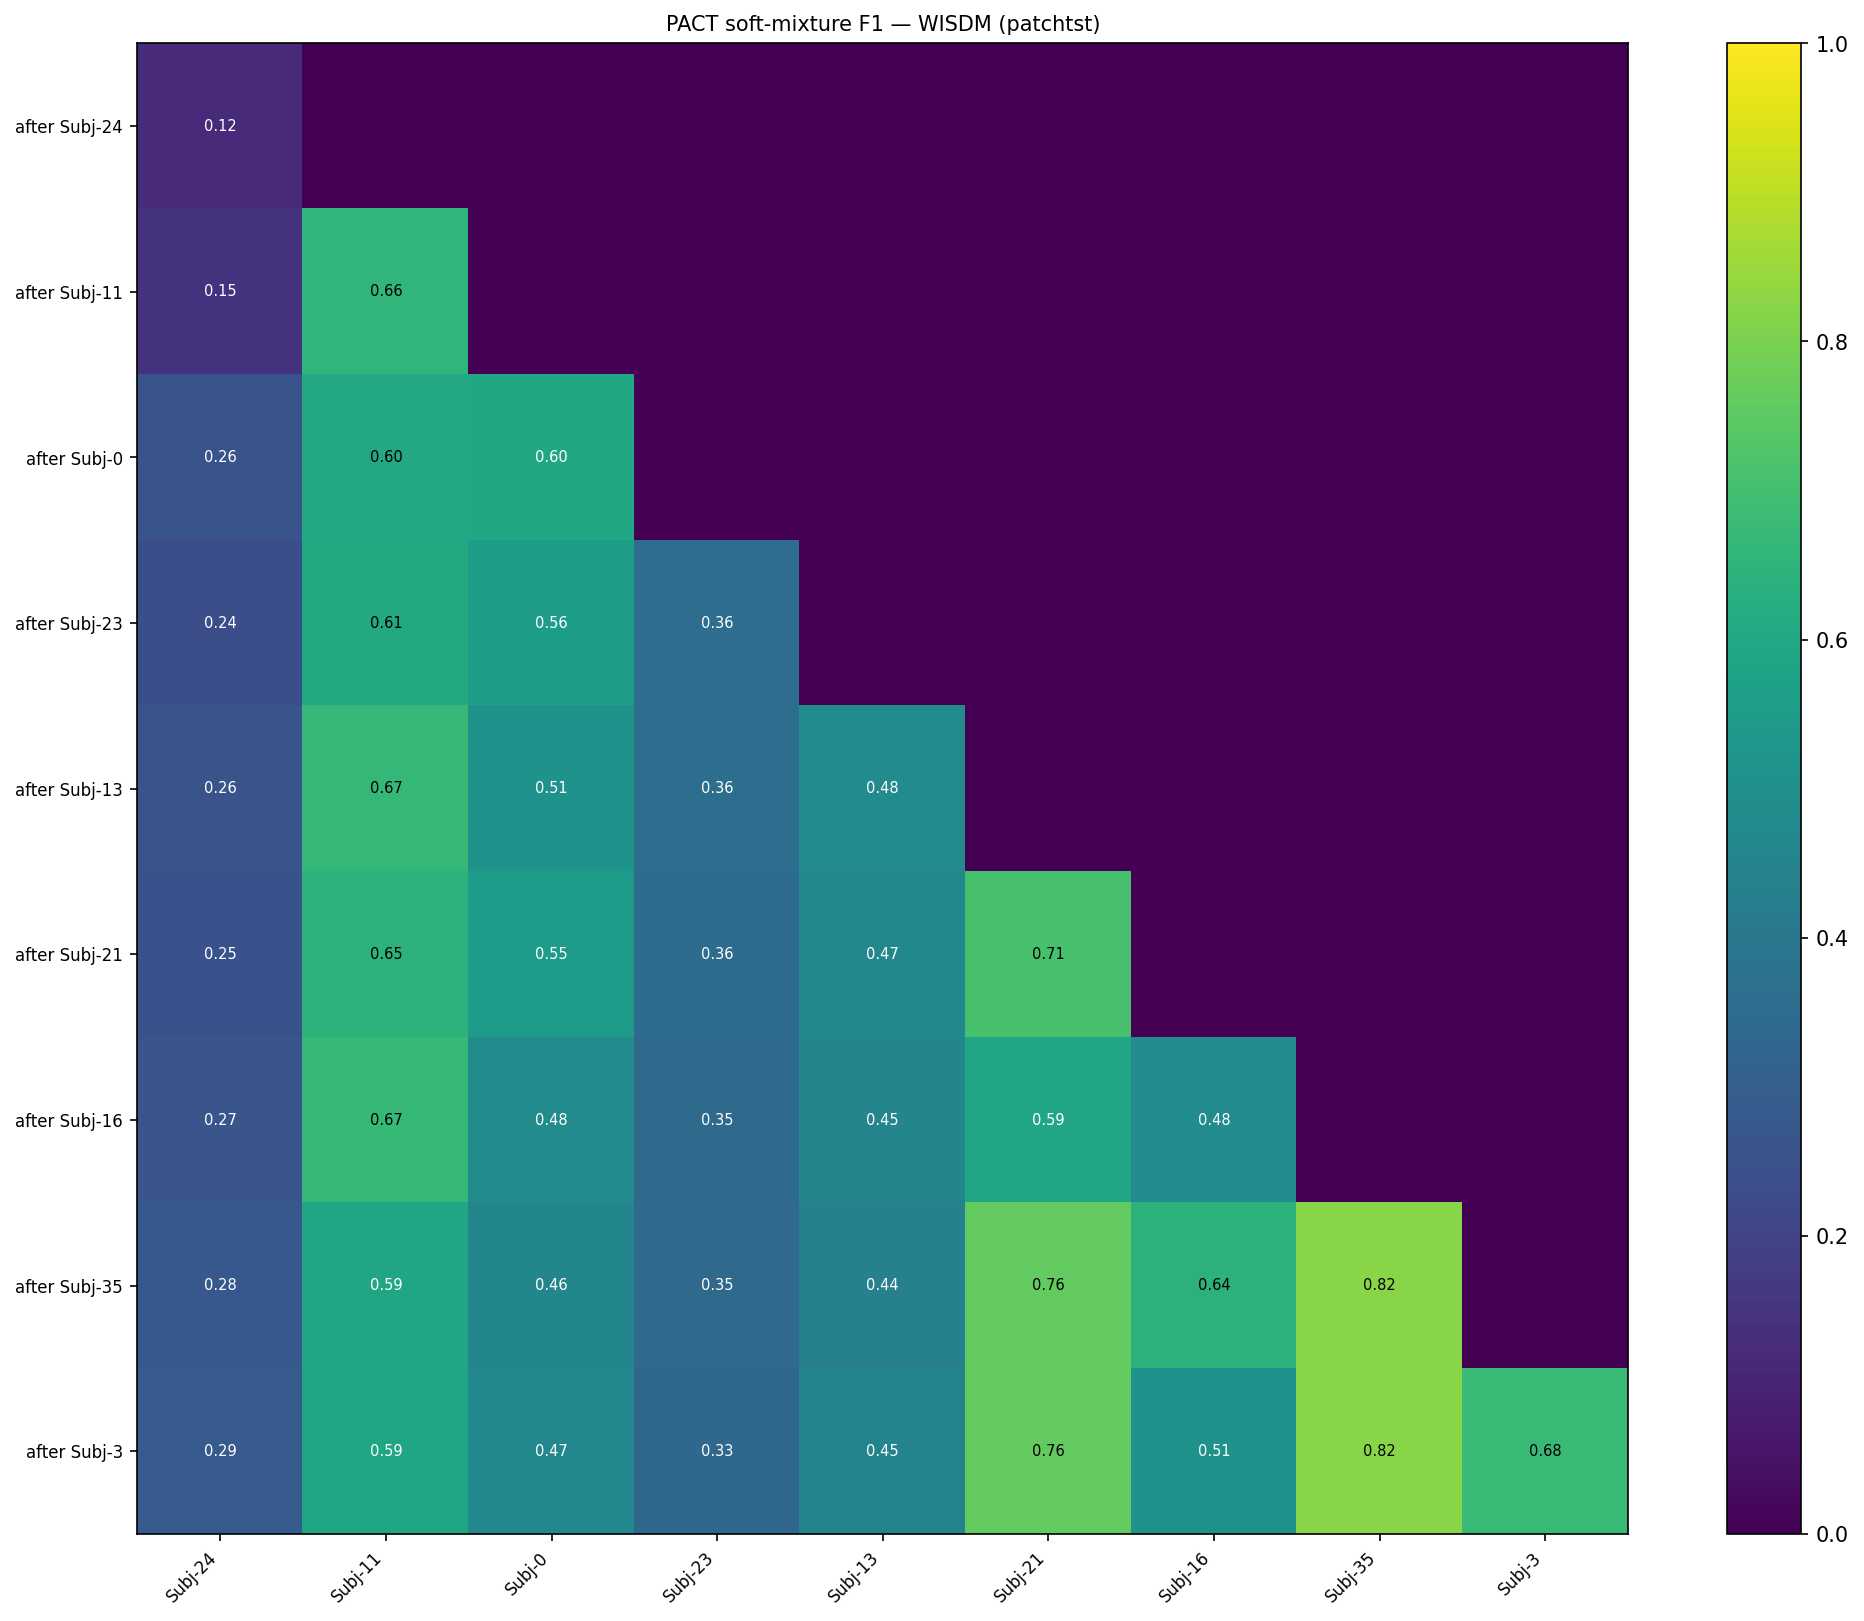 PACT soft-mixture F1 — WISDM (patchtst)
1.0
after Subj-24 0.12
after Subj-11 0.15 0.66
0.8
after Subj-0 0.26 0.60 0.60
after Subj-23 0.24 0.61 0.56 0.36
0.6
after Subj-13 0.26 0.67 0.51 0.36 0.48
after Subj-21 0.25 0.65 0.55 0.36 0.47 0.71
0.4
after Subj-16 0.27 0.67 0.48 0.35 0.45 0.59 0.48
0.2
after Subj-35 0.28 0.59 0.46 0.35 0.44 0.76 0.64 0.82
after Subj-3 0.29 0.59 0.47 0.33 0.45 0.76 0.51 0.82 0.68
0.0
Subj-24 Subj-11 Subj-0 Subj-23 Subj-13 Subj-21 Subj-16 Subj-35 Subj-3